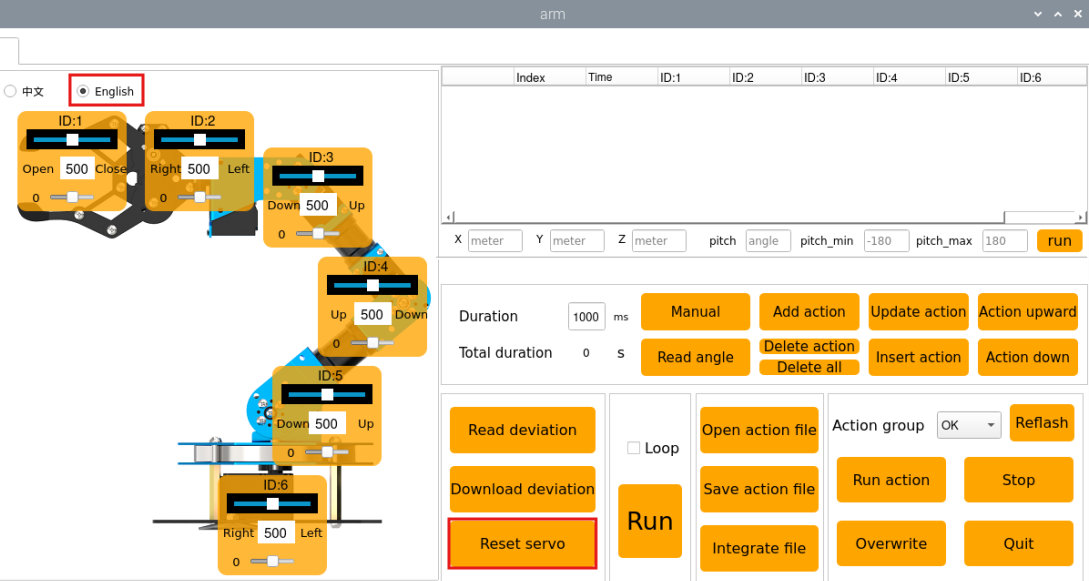 arm
中文
English
Index Time ID:1 ID:2 ID:3 ID:4 ID:5 ID:6
ID:1
Open 500 Close
0
ID:2
Right 500 Left
0
ID:3
Down 500 Up
0
ID:4
Up 500 Down
0
ID:5
Down 500 Up
0
ID:6
Right 500 Left
0
X meter Y meter Z meter pitch angle pitch_min -180 pitch_max 180 run
Duration 1000 ms
Manual Add action Update action Action upward
Total duration 0 s
Read angle Delete action Insert action Action down
Delete all
Read deviation
Download deviation
Reset servo
Loop
Run
Open action file
Save action file
Integrate file
Action group OK Reflash
Run action Stop
Overwrite Quit